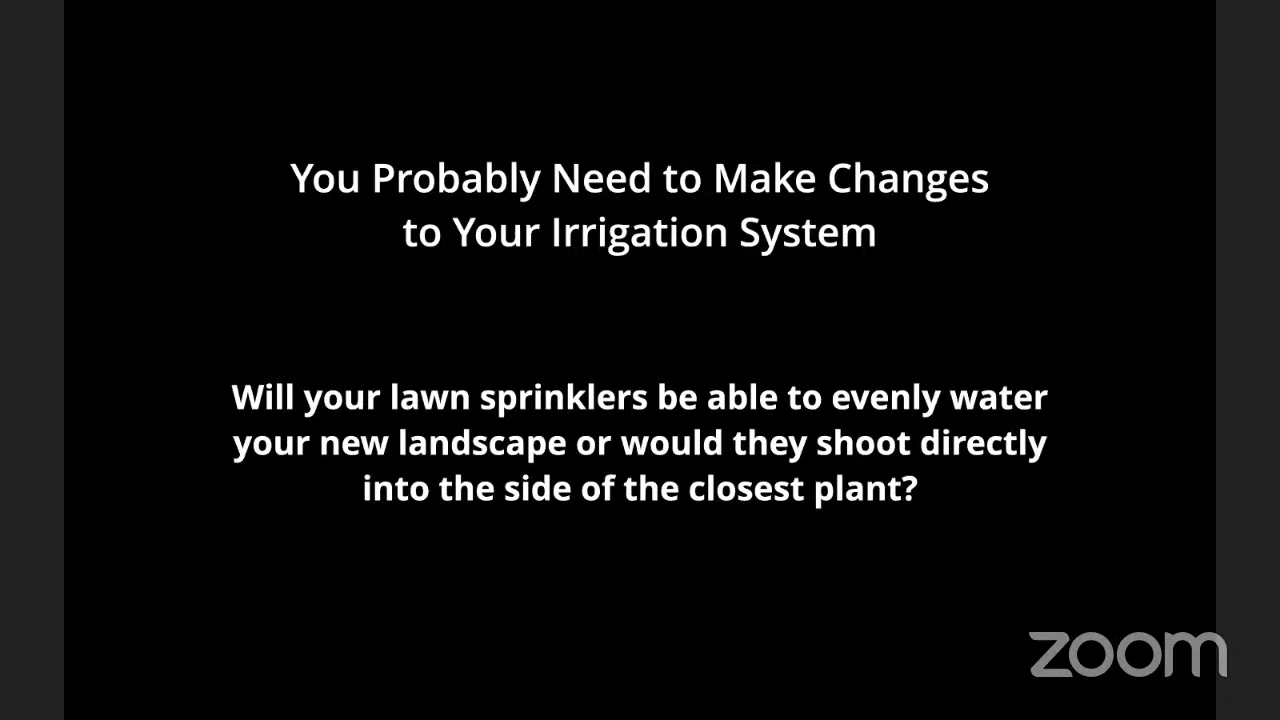 You Probably Need to Make Changes
to Your Irrigation System
Will your lawn sprinklers be able to evenly water
your new landscape or would they shoot directly
into the side of the closest plant?
zoom